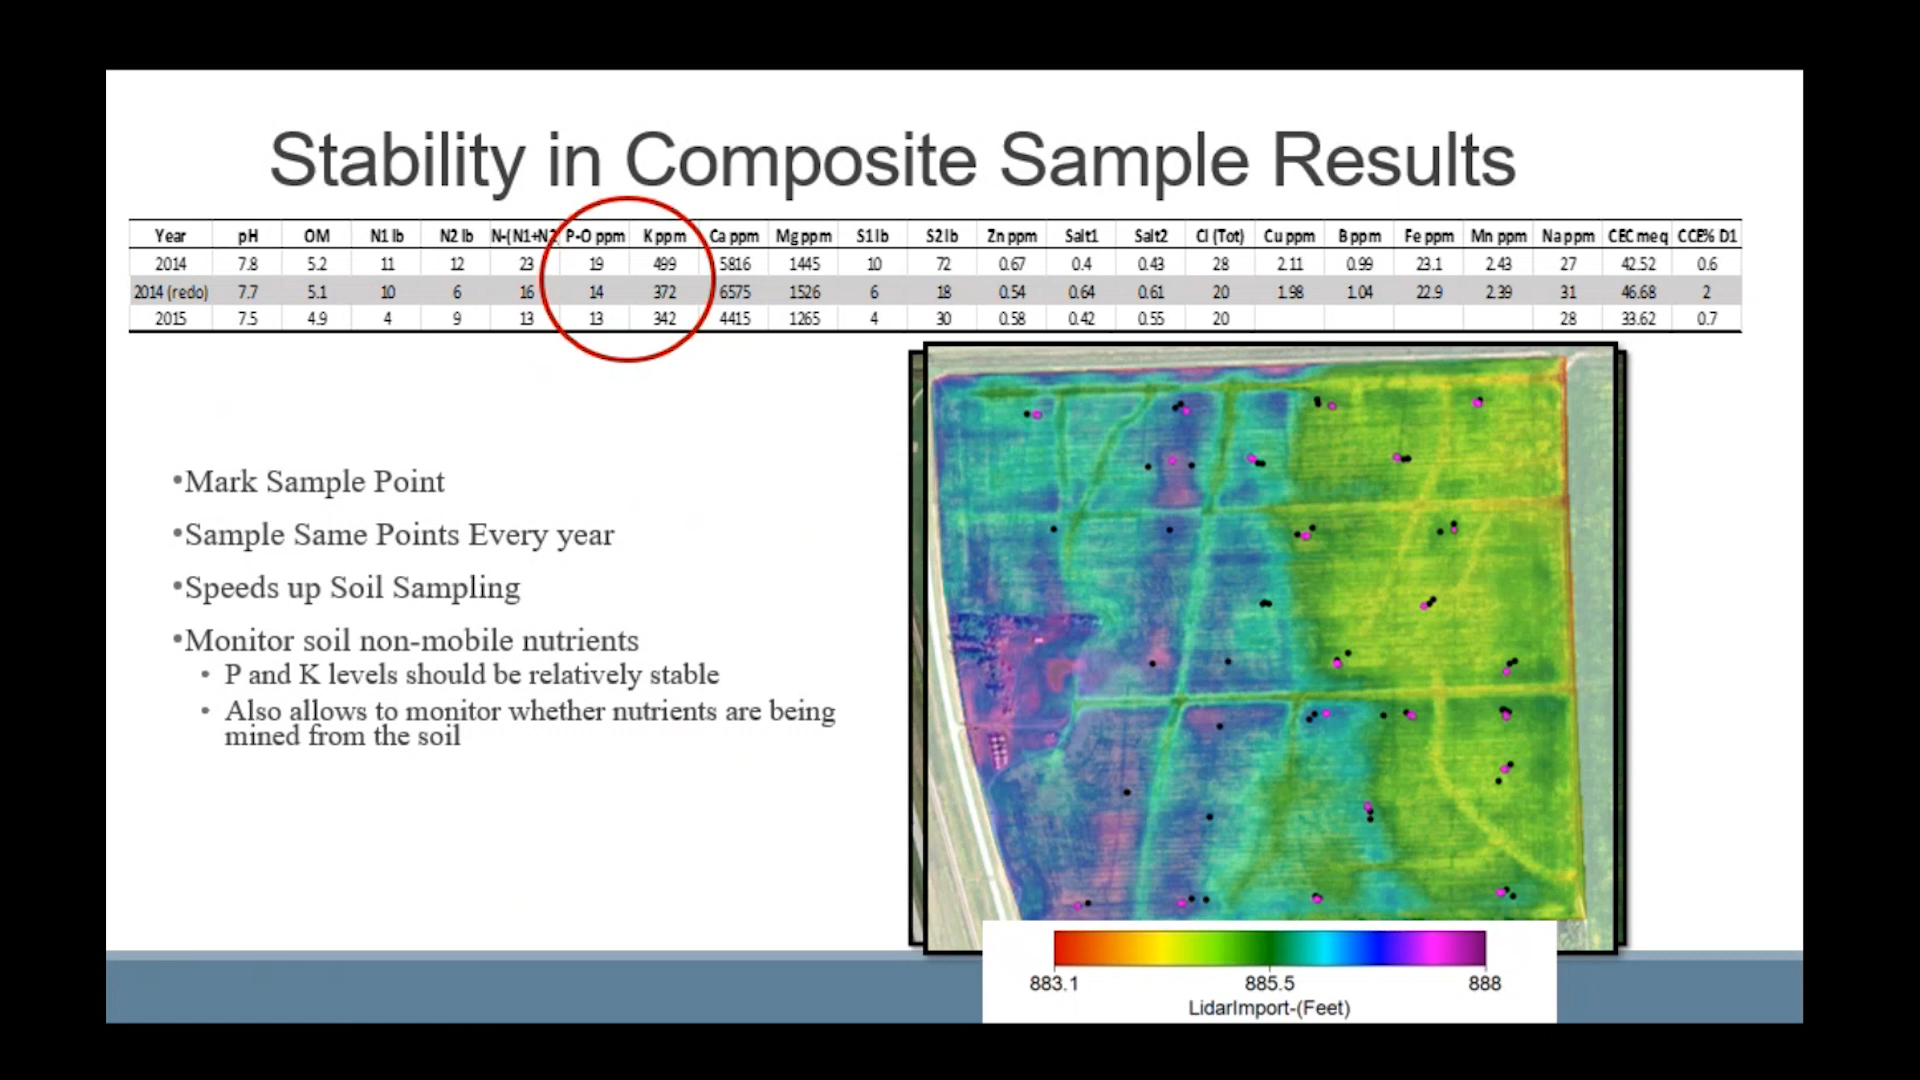 Stability in Composite Sample Results
Year pH OM N1 lb N2 lb N-(N1+N2 P-O ppm K ppm Ca ppm Mg ppm S1 lb S2 lb Zn ppm Salt1 Salt2 Cl (Tot) Cu ppm B ppm Fe ppm Mn ppm Na ppm CEC meq CCE% D1
2014 7.8 5.2 11 12 23 19 499 5816 1445 10 72 0.67 0.4 0.43 28 2.11 0.99 23.1 2.43 27 42.52 0.6
2014 (redo) 7.7 5.1 10 6 16 14 372 6575 1526 6 18 0.54 0.64 0.61 20 1.98 1.04 22.9 2.39 31 46.68 2
2015 7.5 4.9 4 9 13 13 342 4415 1265 4 30 0.58 0.42 0.55 20 28 33.62 0.7
•Mark Sample Point
•Sample Same Points Every year
•Speeds up Soil Sampling
•Monitor soil non-mobile nutrients
• P and K levels should be relatively stable
• Also allows to monitor whether nutrients are being
mined from the soil
883.1 885.5 888
LidarImport-(Feet)